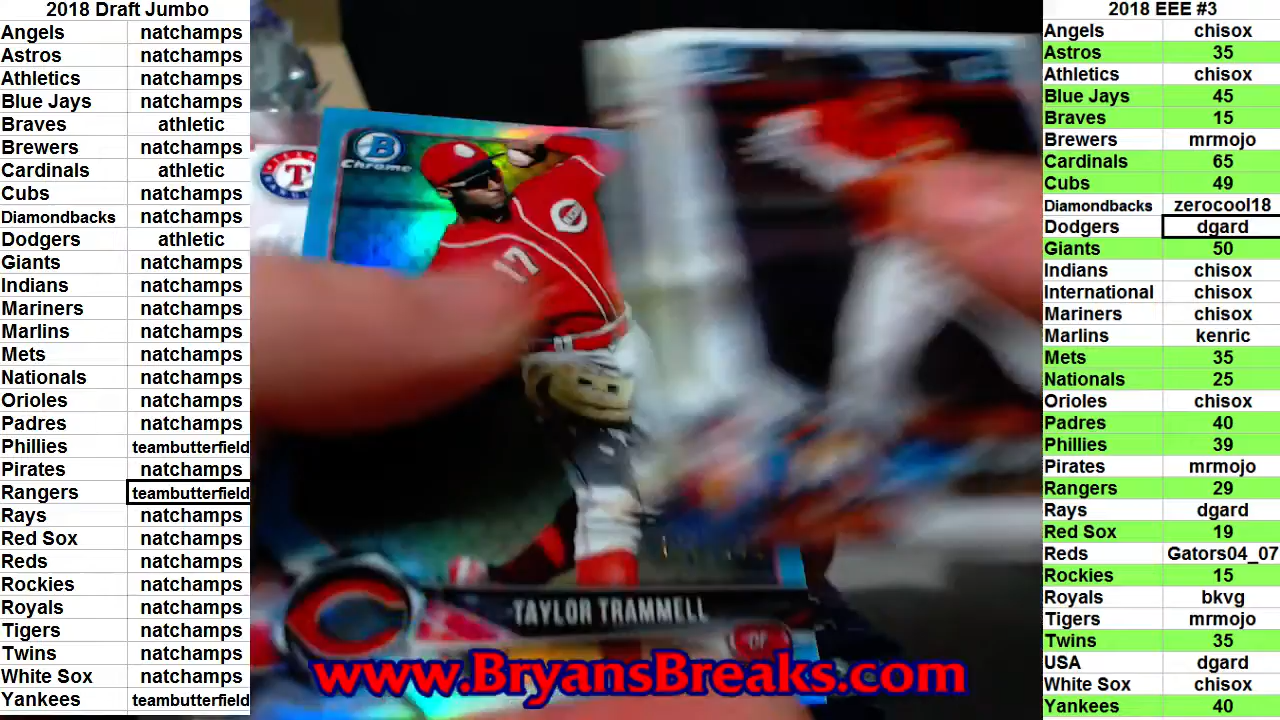 2018 Draft Jumbo
Angels natchamps
Astros natchamps
Athletics natchamps
Blue Jays natchamps
Braves athletic
Brewers natchamps
Cardinals athletic
Cubs natchamps
Diamondbacks natchamps
Dodgers athletic
Giants natchamps
Indians natchamps
Mariners natchamps
Marlins natchamps
Mets natchamps
Nationals natchamps
Orioles natchamps
Padres natchamps
Phillies teambutterfield
Pirates natchamps
Rangers teambutterfield
Rays natchamps
Red Sox natchamps
Reds natchamps
Rockies natchamps
Royals natchamps
Tigers natchamps
Twins natchamps
White Sox natchamps
Yankees teambutterfield
T
B
Chrome
REDS
17
TAYLOR TRAMMELL
OF
www.BryansBreaks.com
2018 EEE #3
Angels chisox
Astros 35
Athletics chisox
Blue Jays 45
Braves 15
Brewers mrmojo
Cardinals 65
Cubs 49
Diamondbacks zerocool18
Dodgers dgard
Giants 50
Indians chisox
International chisox
Mariners chisox
Marlins kenric
Mets 35
Nationals 25
Orioles chisox
Padres 40
Phillies 39
Pirates mrmojo
Rangers 29
Rays dgard
Red Sox 19
Reds Gators04_07
Rockies 15
Royals bkvg
Tigers mrmojo
Twins 35
USA dgard
White Sox chisox
Yankees 40